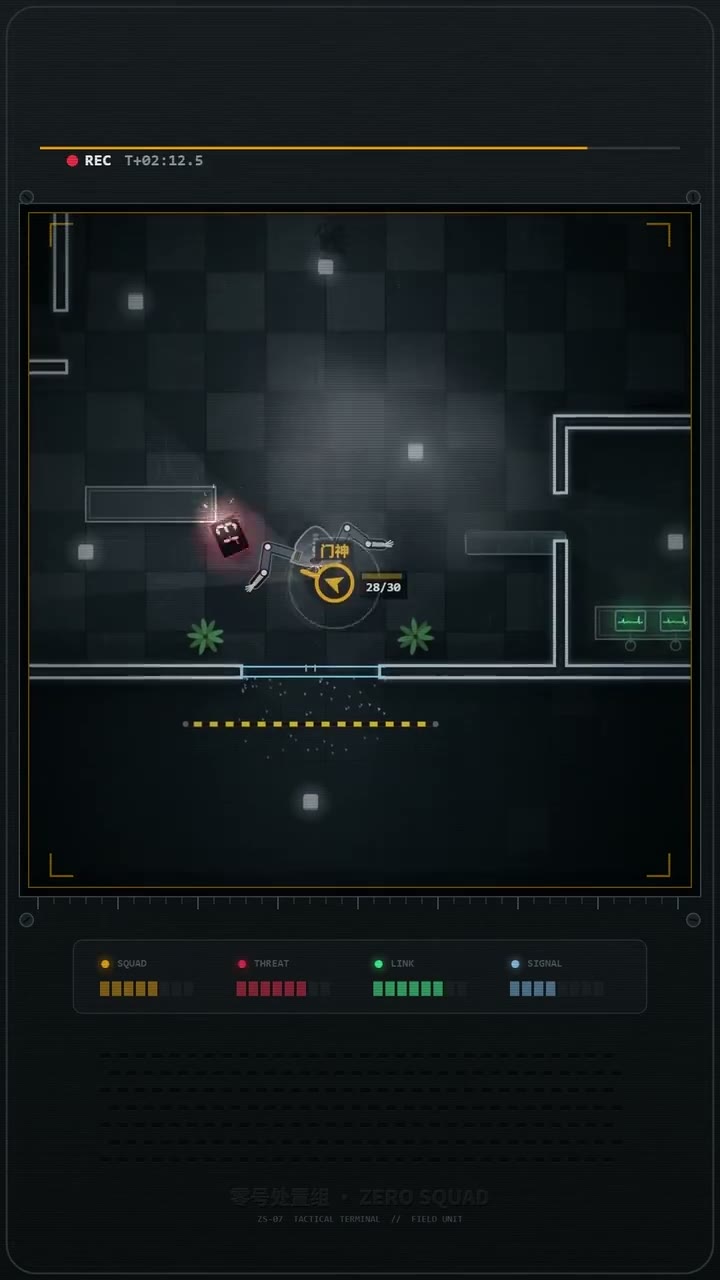 REC T+02:12.5
门神
28/30
SQUAD THREAT LINK SIGNAL
零号处置组 · ZERO SQUAD
ZS-07 TACTICAL TERMINAL // FIELD UNIT